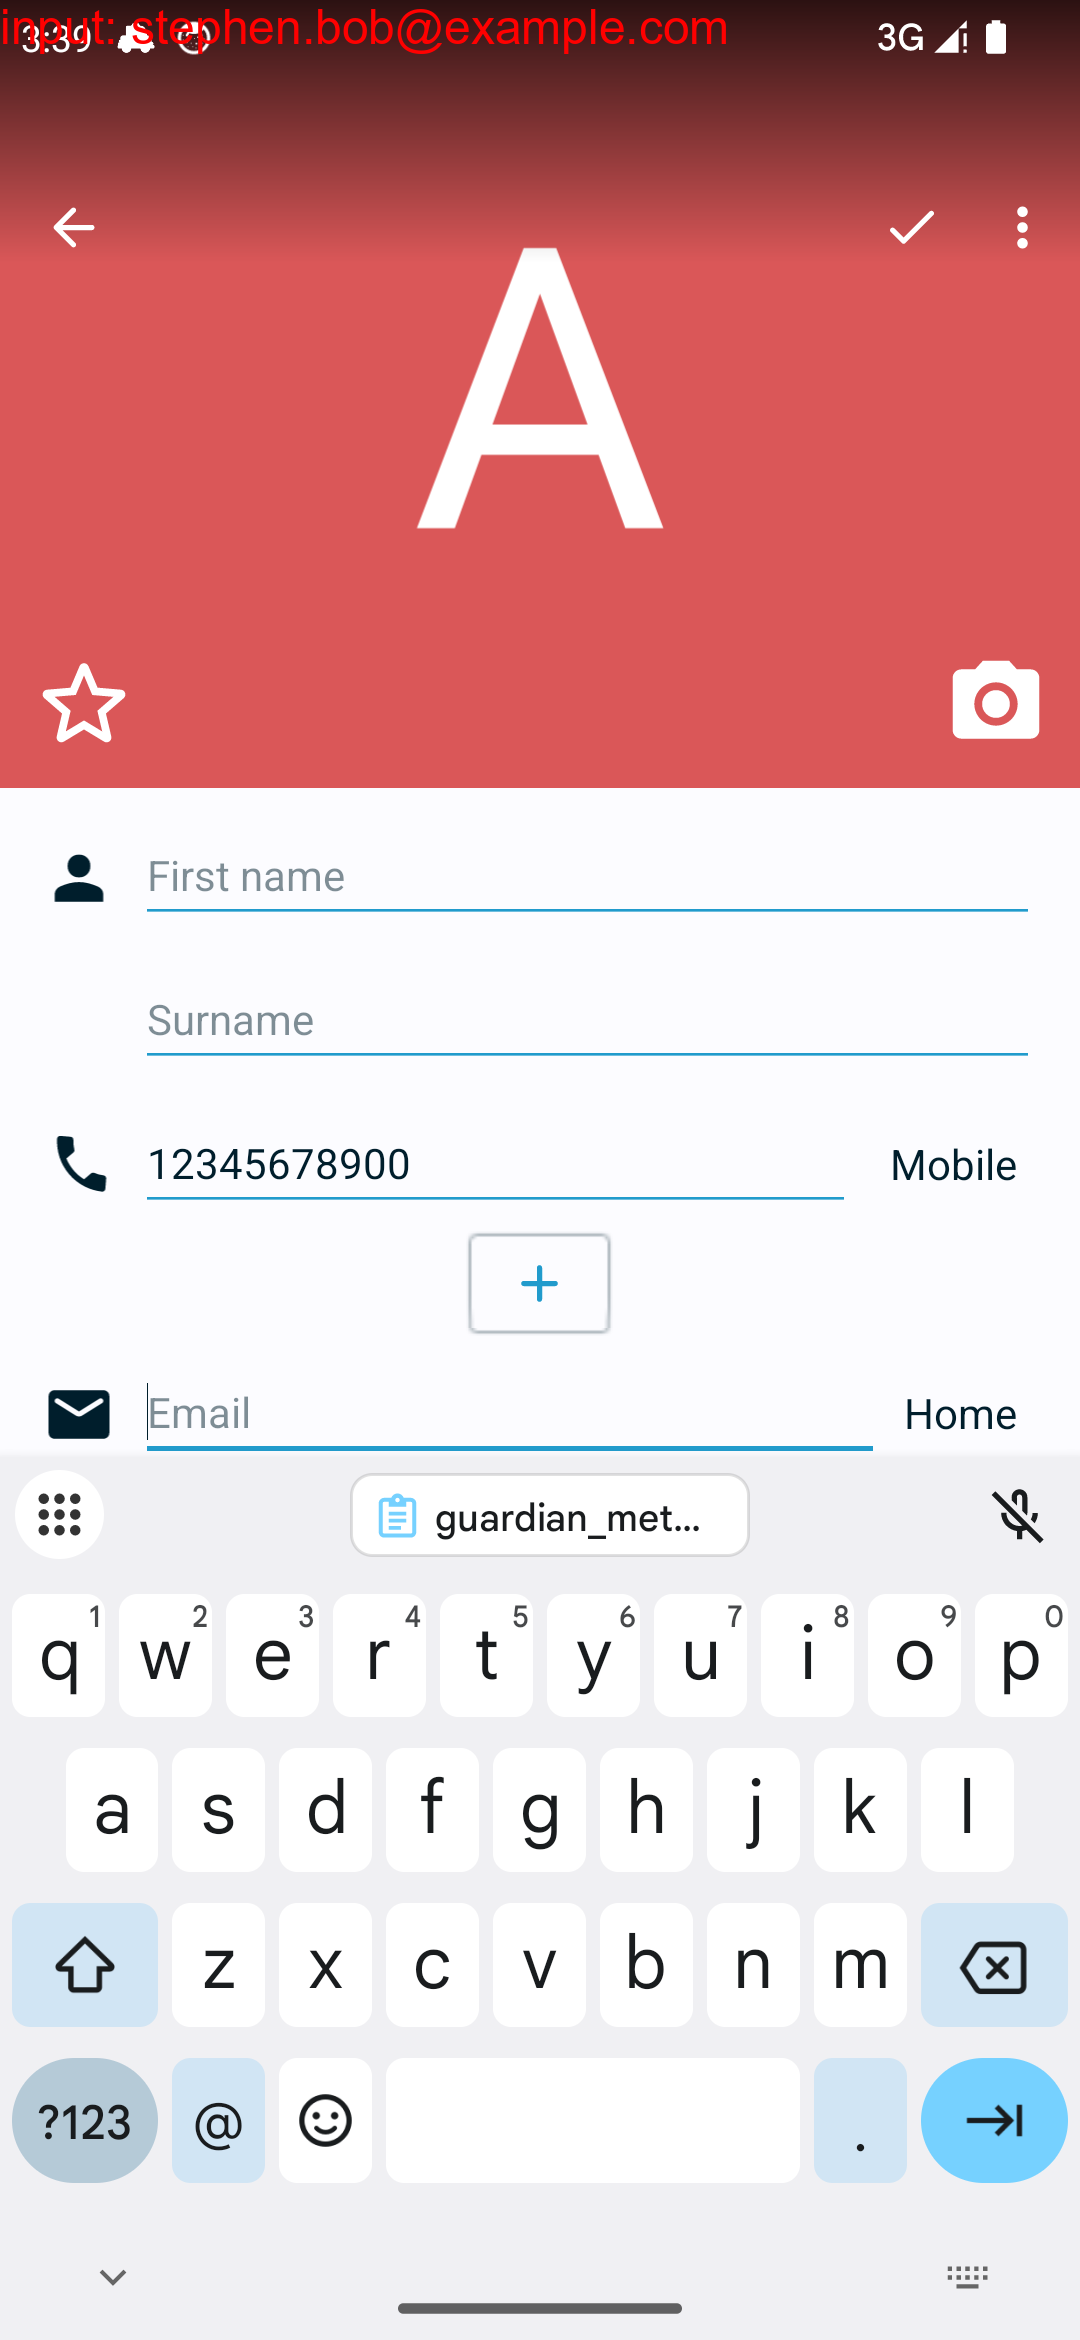 input: stephen.bob@example.com
3:39
3G
A
First name
Surname
12345678900
Mobile
Email
Home
guardian_met...
q 1 w 2 e 3 r 4 t 5 y 6 u 7 i 8 o 9 p 0
a s d f g h j k l
z x c v b n m
?123 @ .